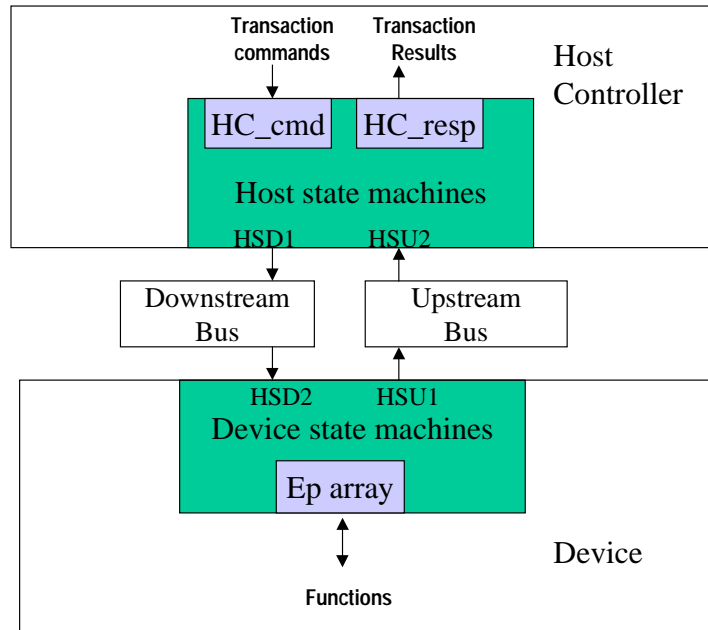 Transaction
commands
Transaction
Results
Host
Controller
HC_cmd
HC_resp
Host state machines
HSD1
HSU2
Downstream
Bus
Upstream
Bus
HSD2
HSU1
Device state machines
Ep array
Device
Functions